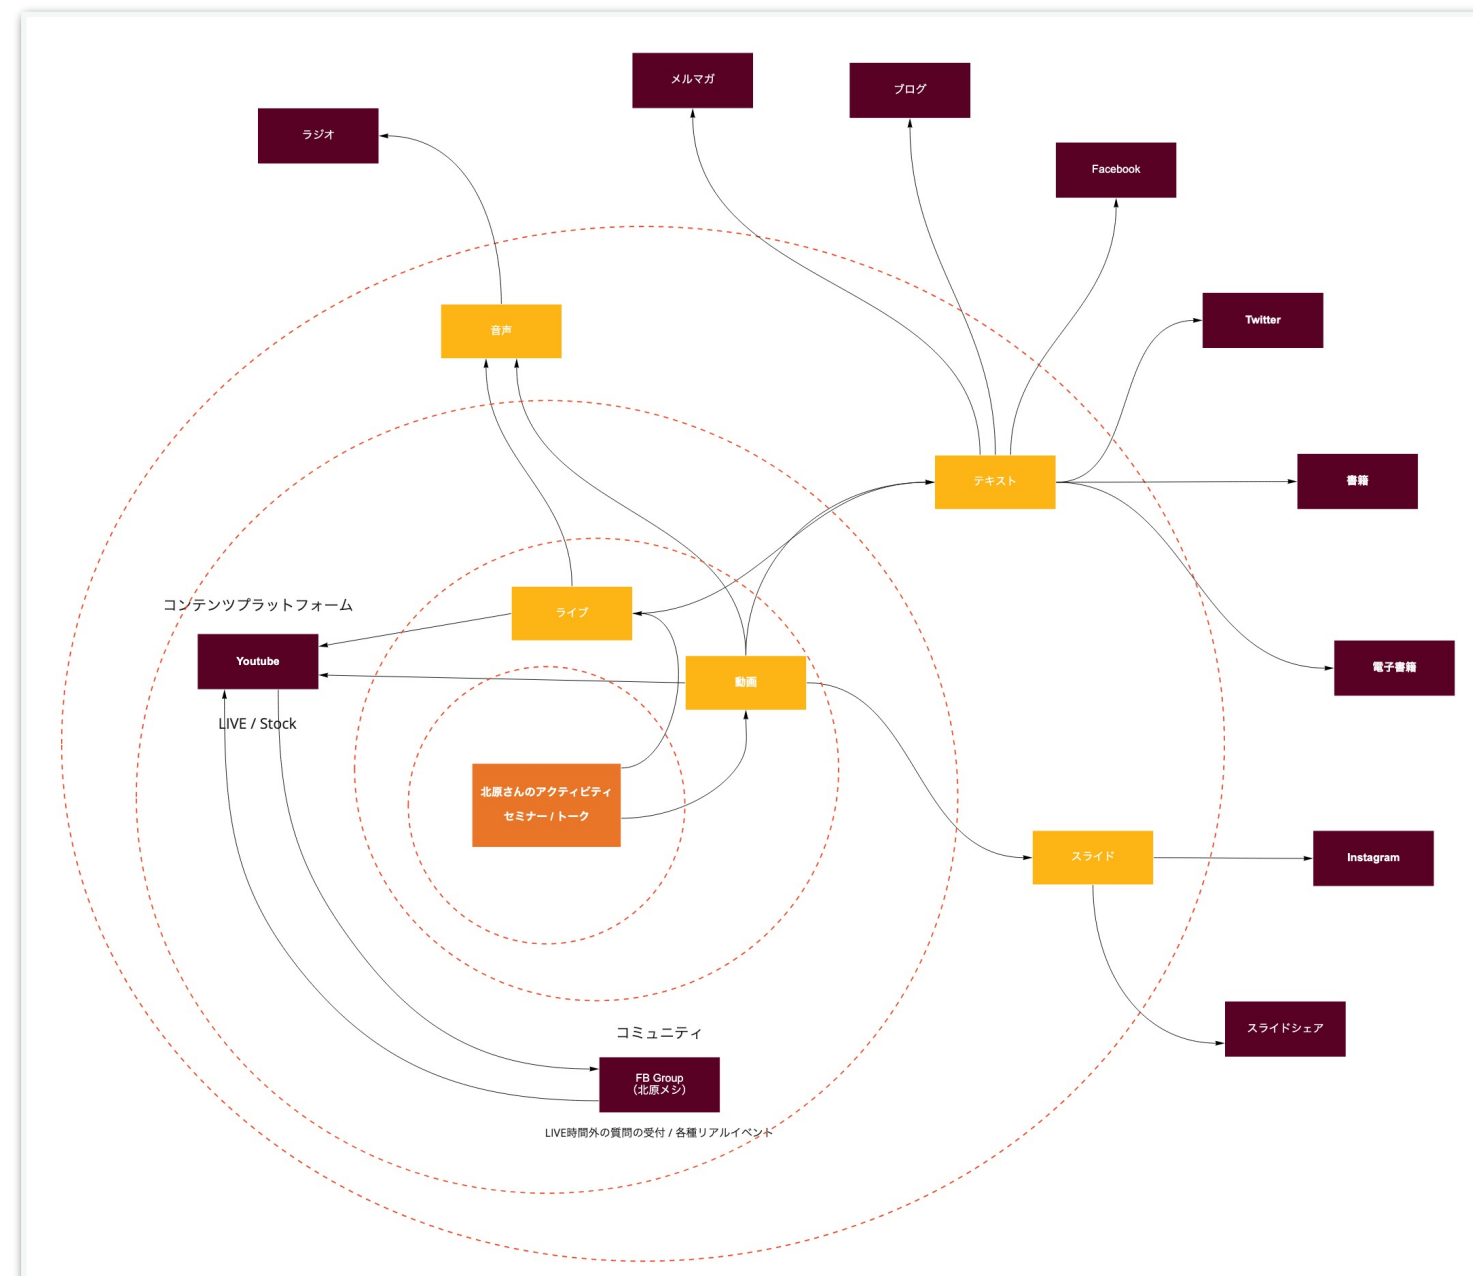 メルマガ
ブログ
ラジオ
Facebook
Twitter
音声
テキスト
書籍
コンテンツプラットフォーム
ライブ
Youtube
動画
電子書籍
LIVE / Stock
北原さんのアクティビティ
セミナー / トーク
スライド
Instagram
スライドシェア
コミュニティ
FB Group
（北原メシ）
LIVE時間外の質問の受付 / 各種リアルイベント